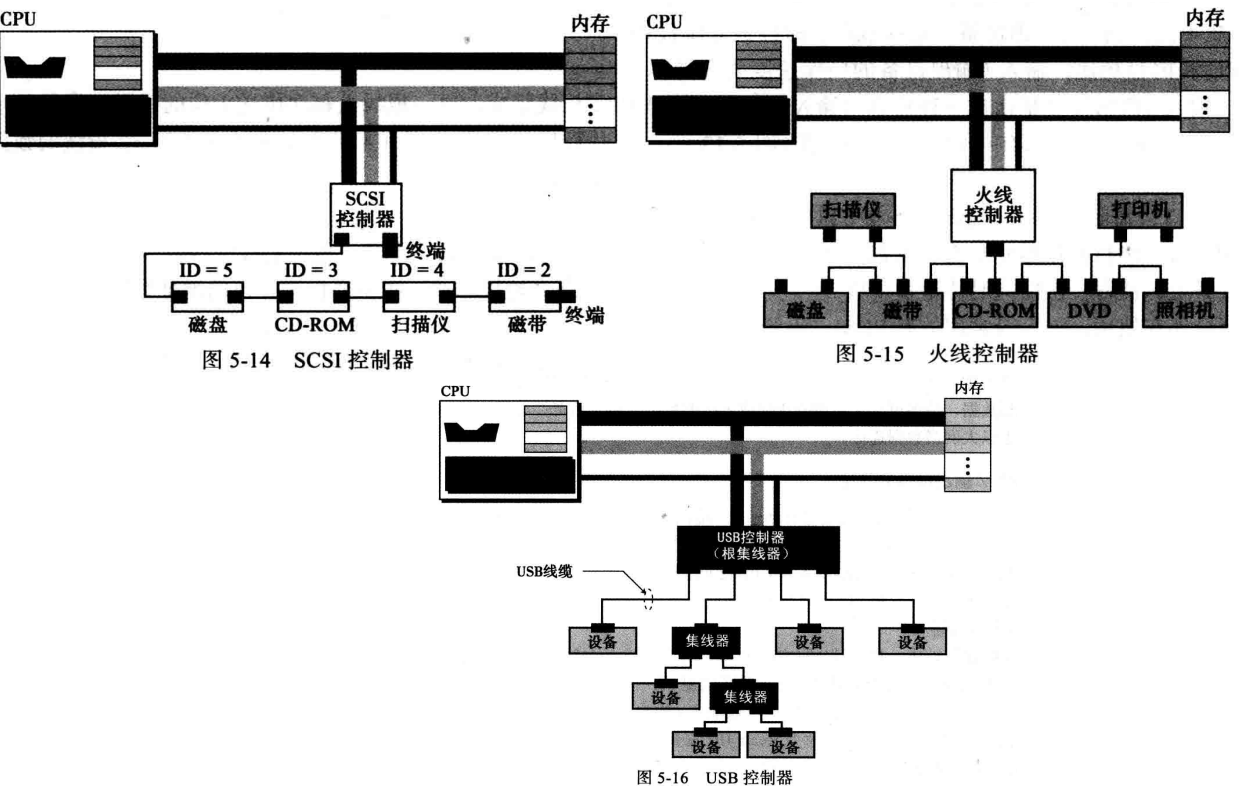 CPU
内存
SCSI
控制器
终端
ID = 5
ID = 3
ID = 4
ID = 2
磁盘
CD-ROM
扫描仪
磁带
终端
图 5-14 SCSI 控制器
CPU
内存
火线
控制器
扫描仪
打印机
磁盘
磁带
CD-ROM
DVD
照相机
图 5-15 火线控制器
CPU
内存
USB控制器
（根集线器）
USB线缆
设备
集线器
设备
设备
设备
集线器
设备
设备
图 5-16 USB 控制器